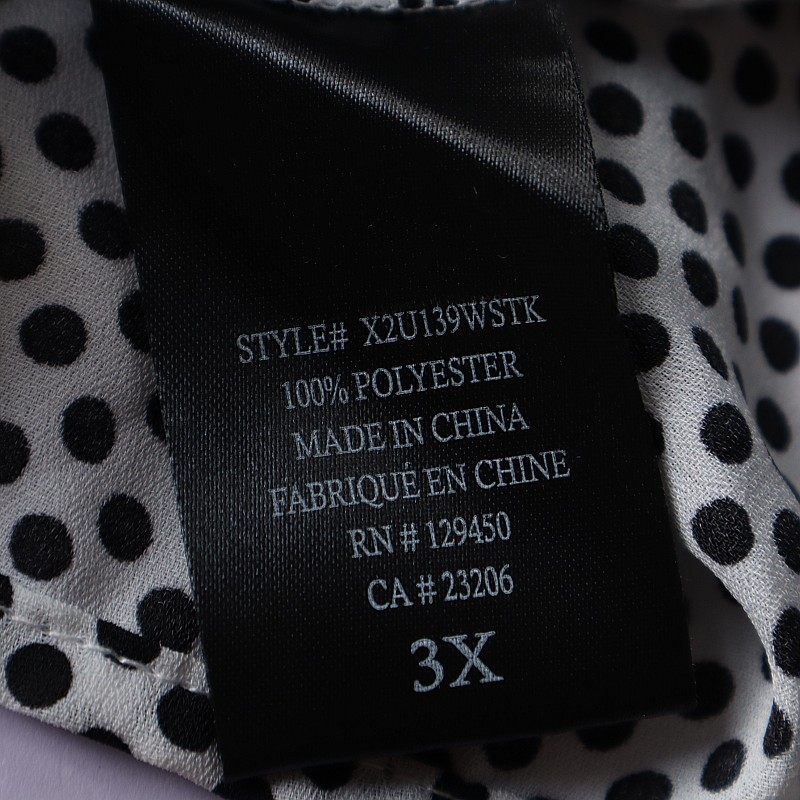 STYLE# X2U139WSTK
100% POLYESTER
MADE IN CHINA
FABRIQUÉ EN CHINE
RN # 129450
CA # 23206
3X